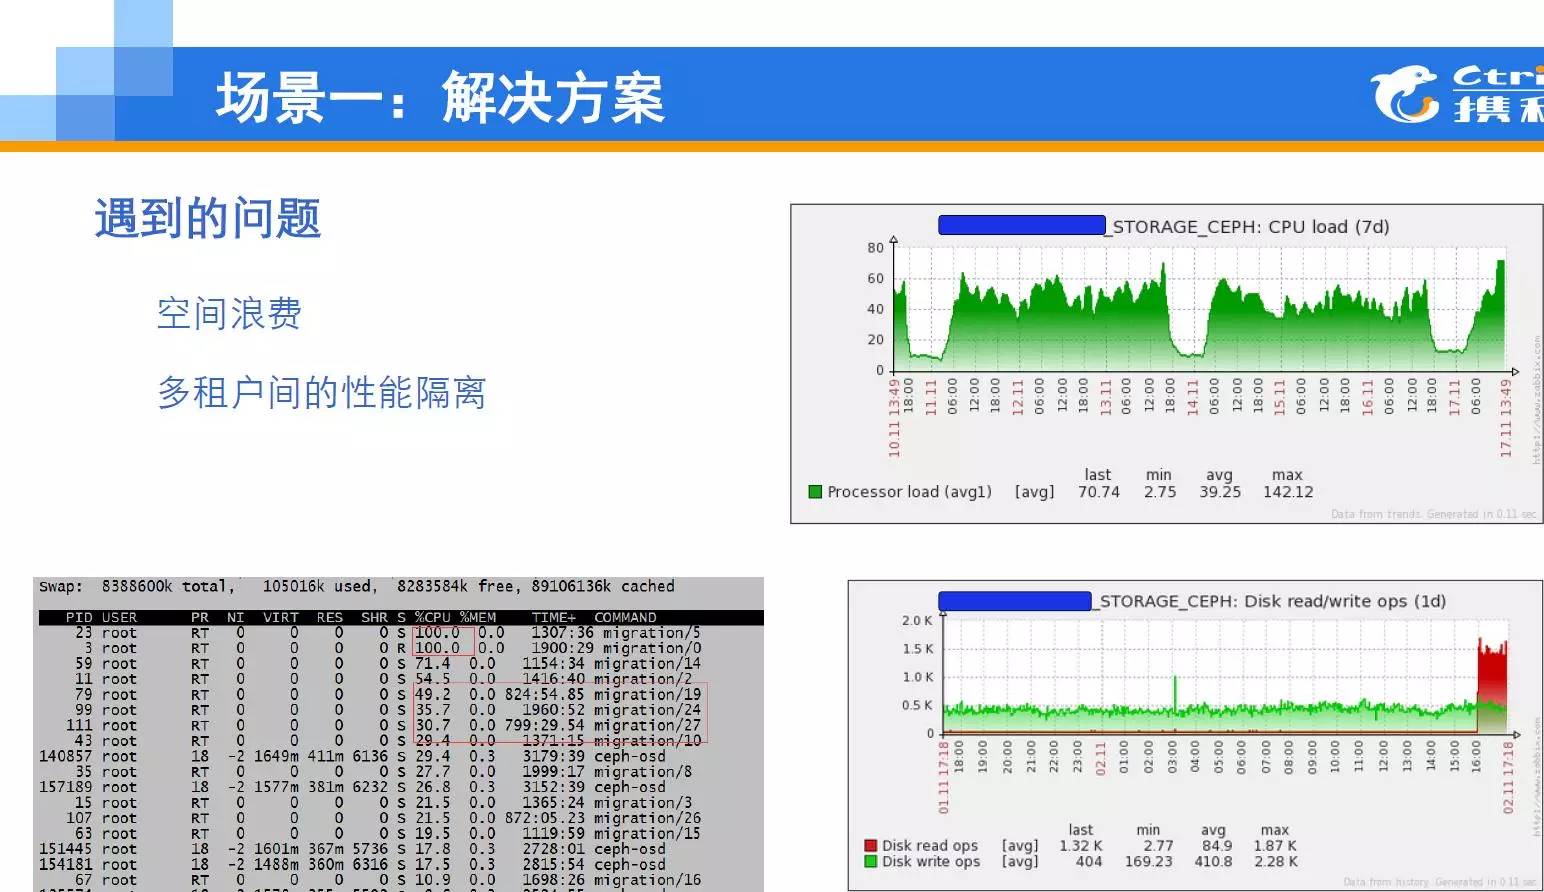 场景一：解决方案
Ctri
携
遇到的问题
空间浪费
多租户间的性能隔离
_STORAGE_CEPH: CPU load (7d)
80
60
40
20
0
10.11 13:49
18:00
11.11
06:00
12:00
18:00
12.11
06:00
12:00
18:00
13.11
06:00
12:00
18:00
14.11
06:00
12:00
18:00
15.11
06:00
12:00
18:00
16.11
06:00
12:00
18:00
17.11
06:00
17.11 13:49
http://www.zabbix.com
last min avg max
Processor load (avg1) [avg] 70.74 2.75 39.25 142.12
Data from trends. Generated in 0.11 sec
Swap: 8388600k total, 105016k used, 8283584k free, 89106136k cached
PID USER PR NI VIRT RES SHR S %CPU %MEM TIME+ COMMAND
23 root RT 0 0 0 0 S 100.0 0.0 1307:36 migration/5
3 root RT 0 0 0 0 R 100.0 0.0 1900:29 migration/0
59 root RT 0 0 0 0 S 71.4 0.0 1154:34 migration/14
11 root RT 0 0 0 0 S 54.5 0.0 1416:40 migration/2
79 root RT 0 0 0 0 S 49.2 0.0 824:54.85 migration/19
99 root RT 0 0 0 0 S 35.7 0.0 1960:52 migration/24
111 root RT 0 0 0 0 S 30.7 0.0 799:29.54 migration/27
43 root RT 0 0 0 0 S 29.4 0.0 1371:15 migration/10
140857 root 18 -2 1649m 411m 6136 S 29.4 0.3 3179:39 ceph-osd
35 root RT 0 0 0 0 S 27.7 0.0 1999:17 migration/8
157189 root 18 -2 1577m 381m 6232 S 26.8 0.3 3152:39 ceph-osd
15 root RT 0 0 0 0 S 21.5 0.0 1365:24 migration/3
107 root RT 0 0 0 0 S 21.5 0.0 872:05.23 migration/26
63 root RT 0 0 0 0 S 19.5 0.0 1119:59 migration/15
151445 root 18 -2 1601m 367m 5736 S 17.8 0.3 2728:01 ceph-osd
154181 root 18 -2 1488m 360m 6316 S 17.5 0.3 2815:54 ceph-osd
67 root RT 0 0 0 0 S 10.9 0.0 1698:26 migration/16
_STORAGE_CEPH: Disk read/write ops (1d)
2.0 K
1.5 K
1.0 K
0.5 K
0
01.11 17:18
18:00
19:00
20:00
21:00
22:00
23:00
02.11
01:00
02:00
03:00
04:00
05:00
06:00
07:00
08:00
09:00
10:00
11:00
12:00
13:00
14:00
15:00
16:00
02.11 17:18
http://www.zabbix.com
last min avg max
Disk read ops [avg] 1.32 K 2.77 84.9 1.87 K
Disk write ops [avg] 404 169.23 410.8 2.28 K
Data from history. Generated in 0.11 sec